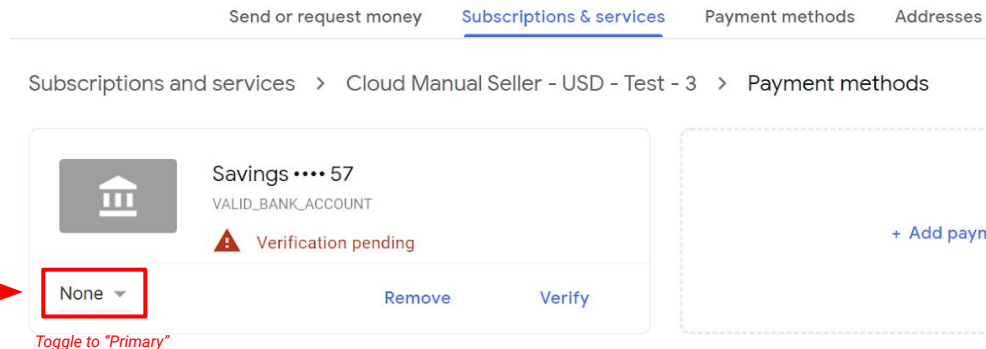 Send or request money Subscriptions & services Payment methods Addresses
Subscriptions and services > Cloud Manual Seller - USD - Test - 3 > Payment methods
Savings •••• 57
VALID_BANK_ACCOUNT
Verification pending
+ Add paym
None Remove Verify
Toggle to “Primary”